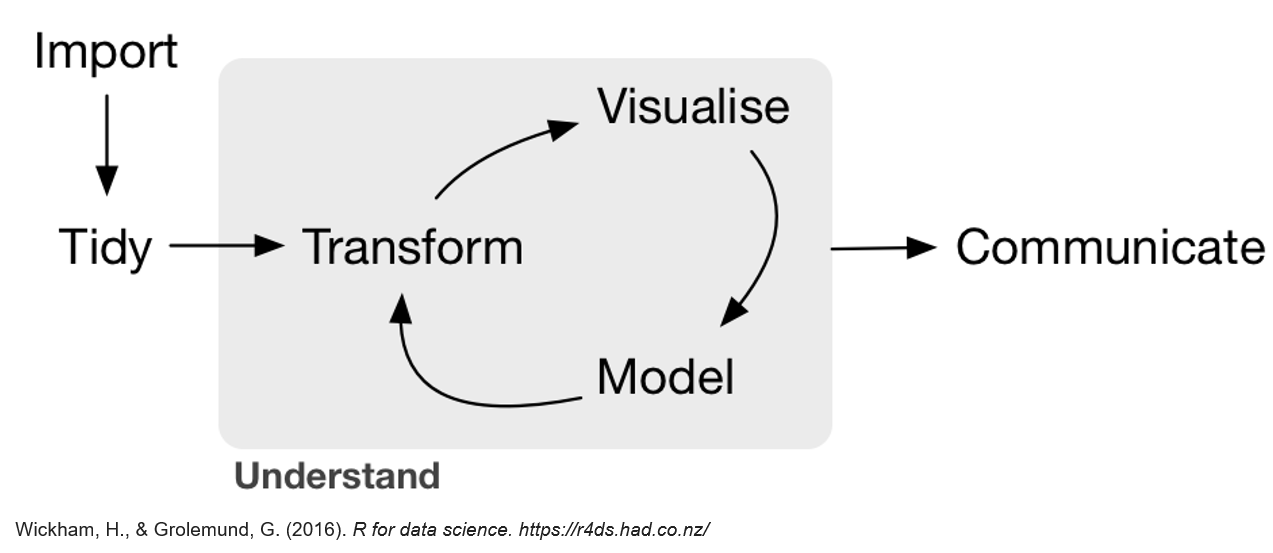 Import
Visualise
Tidy
Transform
Communicate
Model
Understand
Wickham, H., & Grolemund, G. (2016). R for data science. https://r4ds.had.co.nz/